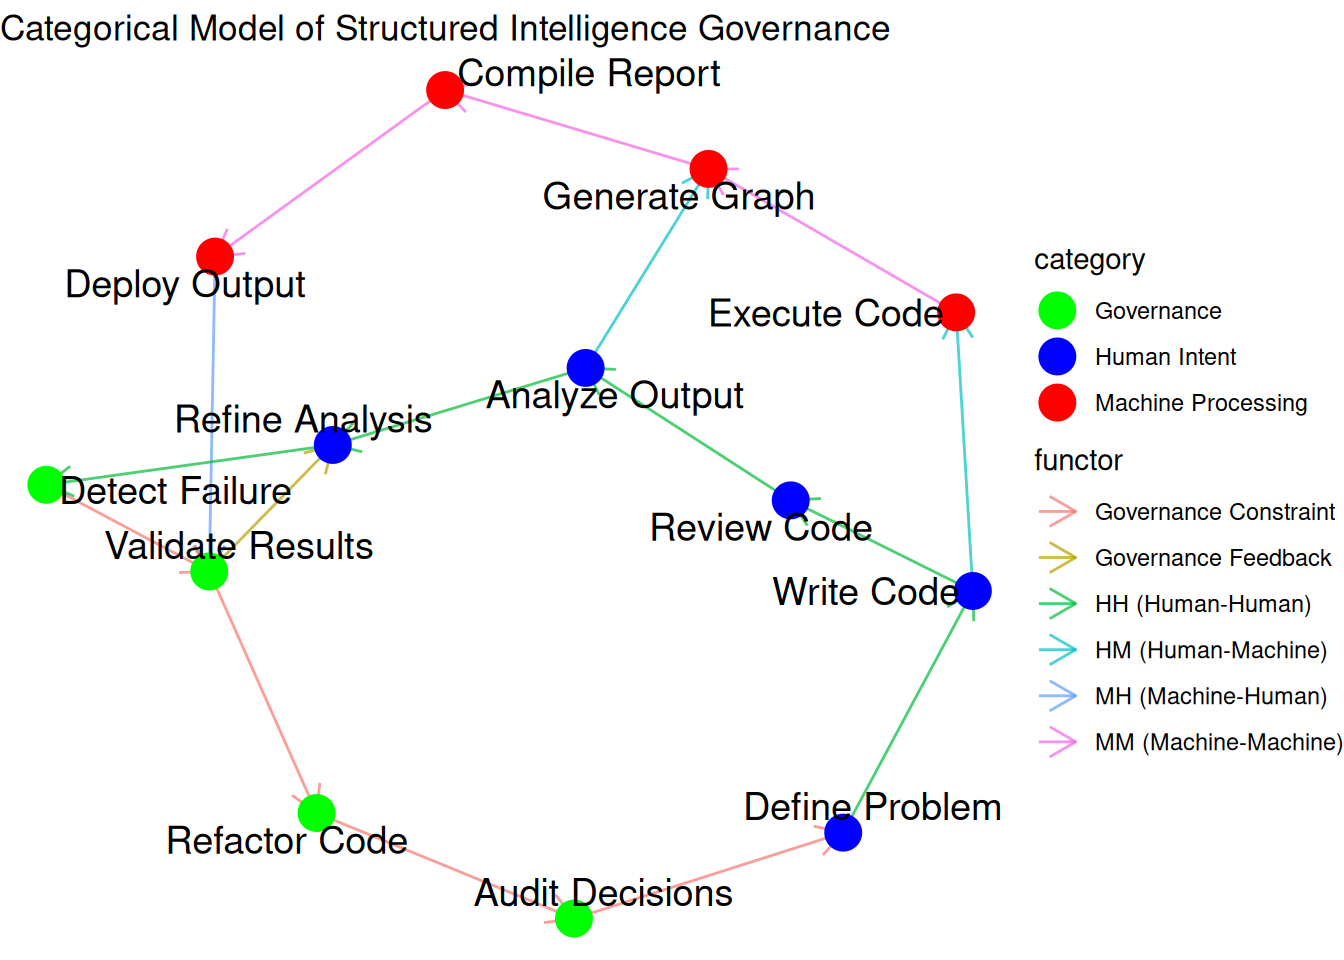 Categorical Model of Structured Intelligence Governance
Compile Report
Generate Graph
Deploy Output
Execute Code
Analyze Output
Refine Analysis
Detect Failure
Validate Results
Review Code
Write Code
Define Problem
Refactor Code
Audit Decisions
category
Governance
Human Intent
Machine Processing
functor
Governance Constraint
Governance Feedback
HH (Human-Human)
HM (Human-Machine)
MH (Machine-Human)
MM (Machine-Machine)